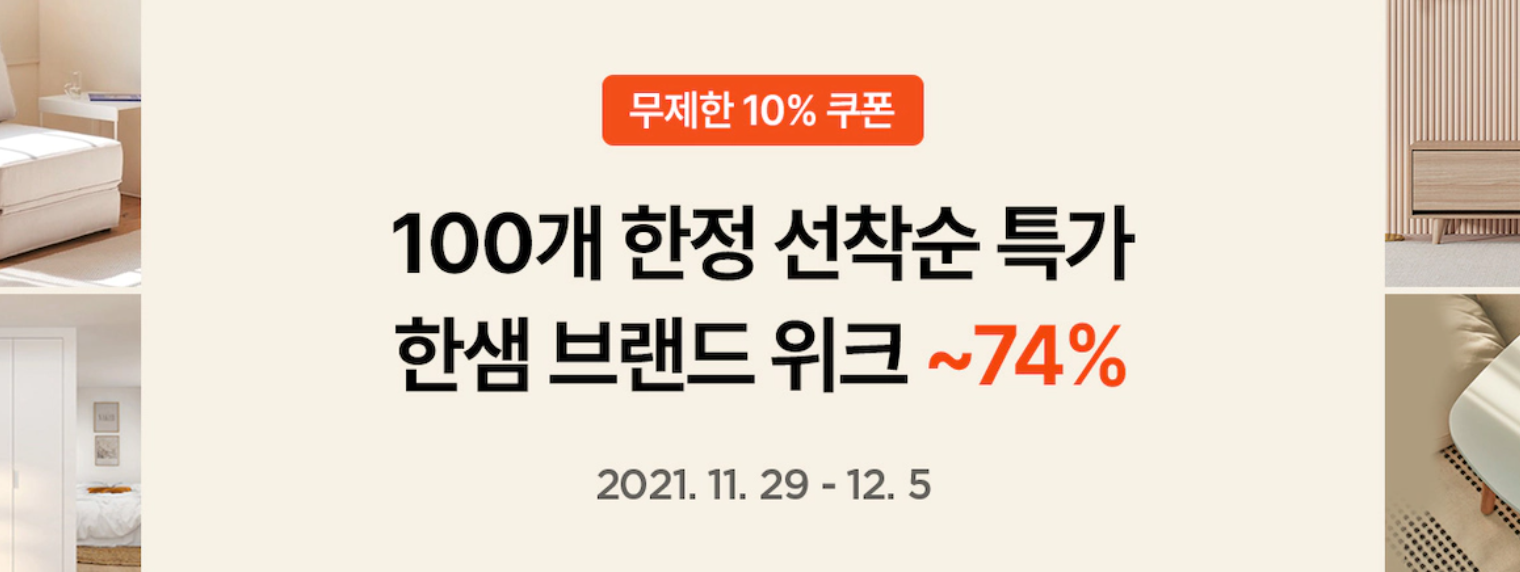 무제한 10% 쿠폰
100개 한정 선착순 특가
한샘 브랜드 위크 ~74%
2021. 11. 29 - 12. 5